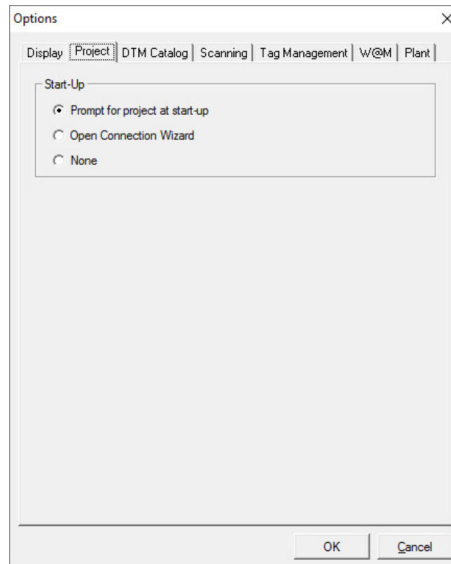 Options
Display Project DTM Catalog Scanning Tag Management W@M Plant
Start-Up
Prompt for project at start-up
Open Connection Wizard
None
OK Cancel